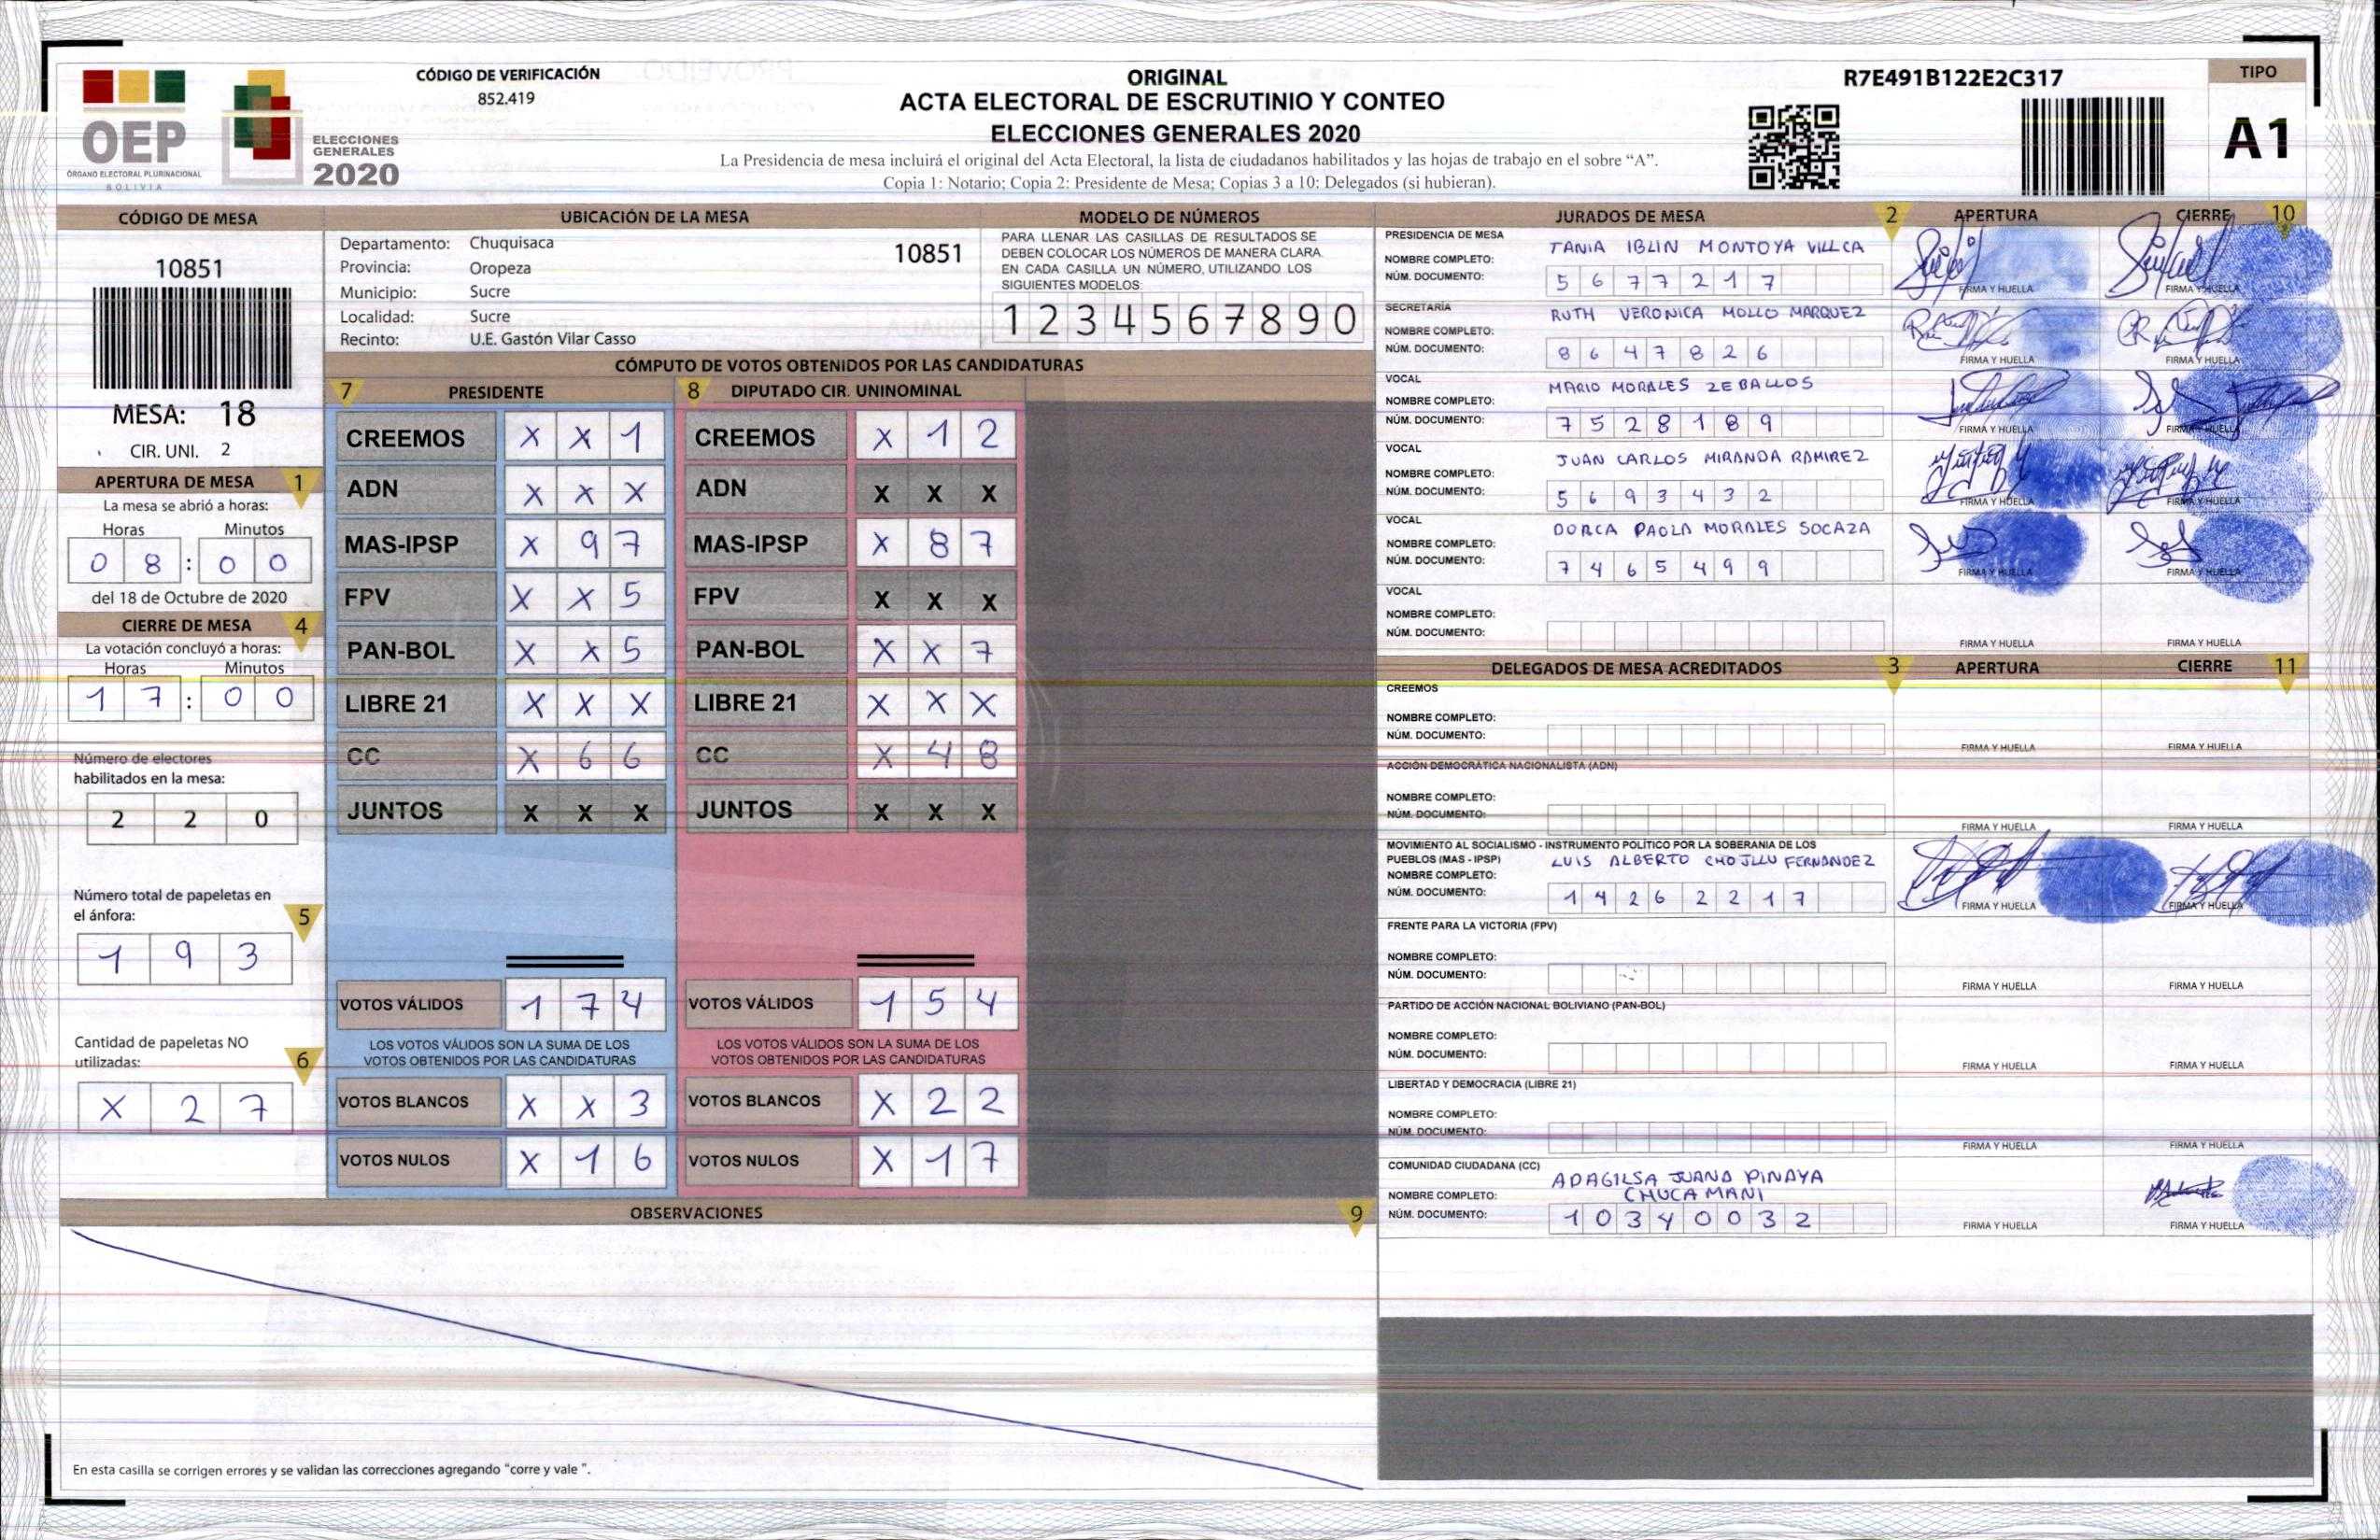 CÓDIGO DE VERIFICACIÓN
852.419
OEP
ÓRGANO ELECTORAL PLURINACIONAL
BOLIVIA
ELECCIONES
GENERALES
2020
ORIGINAL
ACTA ELECTORAL DE ESCRUTINIO Y CONTEO
ELECCIONES GENERALES 2020
La Presidencia de mesa incluirá el original del Acta Electoral, la lista de ciudadanos habilitados y las hojas de trabajo en el sobre “A”.
Copia 1: Notario; Copia 2: Presidente de Mesa; Copias 3 a 10: Delegados (si hubieran).
R7E491B122E2C317
TIPO
A1
CÓDIGO DE MESA
10851
MESA: 18
CIR. UNI. 2
APERTURA DE MESA 1
La mesa se abrió a horas:
Horas Minutos
0 8 : 0 0
del 18 de Octubre de 2020
CIERRE DE MESA 4
La votación concluyó a horas:
Horas Minutos
1 7 : 0 0
Número de electores
habilitados en la mesa:
2 2 0
Número total de papeletas en
el ánfora: 5
1 9 3
Cantidad de papeletas NO
utilizadas: 6
X 2 7
UBICACIÓN DE LA MESA
Departamento: Chuquisaca 10851
Provincia: Oropeza
Municipio: Sucre
Localidad: Sucre
Recinto: U.E. Gastón Vilar Casso
MODELO DE NÚMEROS
PARA LLENAR LAS CASILLAS DE RESULTADOS SE
DEBEN COLOCAR LOS NÚMEROS DE MANERA CLARA.
EN CADA CASILLA UN NÚMERO, UTILIZANDO LOS
SIGUIENTES MODELOS:
1 2 3 4 5 6 7 8 9 0
CÓMPUTO DE VOTOS OBTENIDOS POR LAS CANDIDATURAS
7 PRESIDENTE 8 DIPUTADO CIR. UNINOMINAL
CREEMOS X X 1 CREEMOS X 1 2
ADN X X X ADN X X X
MAS-IPSP X 9 7 MAS-IPSP X 8 7
FPV X X 5 FPV X X X
PAN-BOL X X 5 PAN-BOL X X 7
LIBRE 21 X X X LIBRE 21 X X X
CC X 6 6 CC X 4 8
JUNTOS X X X JUNTOS X X X
VOTOS VÁLIDOS 1 7 4 VOTOS VÁLIDOS 1 5 4
LOS VOTOS VÁLIDOS SON LA SUMA DE LOS LOS VOTOS VÁLIDOS SON LA SUMA DE LOS
VOTOS OBTENIDOS POR LAS CANDIDATURAS VOTOS OBTENIDOS POR LAS CANDIDATURAS
VOTOS BLANCOS X X 3 VOTOS BLANCOS X 2 2
VOTOS NULOS X 1 6 VOTOS NULOS X 1 7
OBSERVACIONES 9
En esta casilla se corrigen errores y se validan las correcciones agregando “corre y vale ”.
JURADOS DE MESA 2 APERTURA CIERRE 10
PRESIDENCIA DE MESA
NOMBRE COMPLETO: TANIA IBLIN MONTOYA VILLCA
NÚM. DOCUMENTO: 5 6 7 7 2 1 7 FIRMA Y HUELLA FIRMA Y HUELLA
SECRETARÍA
NOMBRE COMPLETO: RUTH VERONICA MOLLO MARQUEZ
NÚM. DOCUMENTO: 8 6 4 7 8 2 6 FIRMA Y HUELLA FIRMA Y HUELLA
VOCAL
NOMBRE COMPLETO: MARIO MORALES ZEBALLOS
NÚM. DOCUMENTO: 7 5 2 8 1 8 9 FIRMA Y HUELLA FIRMA Y HUELLA
VOCAL
NOMBRE COMPLETO: JUAN CARLOS MIRANDA RAMIREZ
NÚM. DOCUMENTO: 5 6 9 3 4 3 2 FIRMA Y HUELLA FIRMA Y HUELLA
VOCAL
NOMBRE COMPLETO: DORCA PAOLA MORALES SOCAZA
NÚM. DOCUMENTO: 7 4 6 5 4 9 9 FIRMA Y HUELLA FIRMA Y HUELLA
VOCAL
NOMBRE COMPLETO:
NÚM. DOCUMENTO: FIRMA Y HUELLA FIRMA Y HUELLA
DELEGADOS DE MESA ACREDITADOS 3 APERTURA CIERRE 11
CREEMOS
NOMBRE COMPLETO:
NÚM. DOCUMENTO: FIRMA Y HUELLA FIRMA Y HUELLA
ACCIÓN DEMOCRÁTICA NACIONALISTA (ADN)
NOMBRE COMPLETO:
NÚM. DOCUMENTO: FIRMA Y HUELLA FIRMA Y HUELLA
MOVIMIENTO AL SOCIALISMO - INSTRUMENTO POLÍTICO POR LA SOBERANIA DE LOS
PUEBLOS (MAS - IPSP) LUIS ALBERTO CHOJLLU FERNANDEZ
NOMBRE COMPLETO:
NÚM. DOCUMENTO: 1 4 2 6 2 2 1 7 FIRMA Y HUELLA FIRMA Y HUELLA
FRENTE PARA LA VICTORIA (FPV)
NOMBRE COMPLETO:
NÚM. DOCUMENTO: FIRMA Y HUELLA FIRMA Y HUELLA
PARTIDO DE ACCIÓN NACIONAL BOLIVIANO (PAN-BOL)
NOMBRE COMPLETO:
NÚM. DOCUMENTO: FIRMA Y HUELLA FIRMA Y HUELLA
LIBERTAD Y DEMOCRACIA (LIBRE 21)
NOMBRE COMPLETO:
NÚM. DOCUMENTO: FIRMA Y HUELLA FIRMA Y HUELLA
COMUNIDAD CIUDADANA (CC)
ADAGILSA JUANA PINAYA
NOMBRE COMPLETO: CHUCAMANI
NÚM. DOCUMENTO: 1 0 3 4 0 0 3 2 FIRMA Y HUELLA FIRMA Y HUELLA